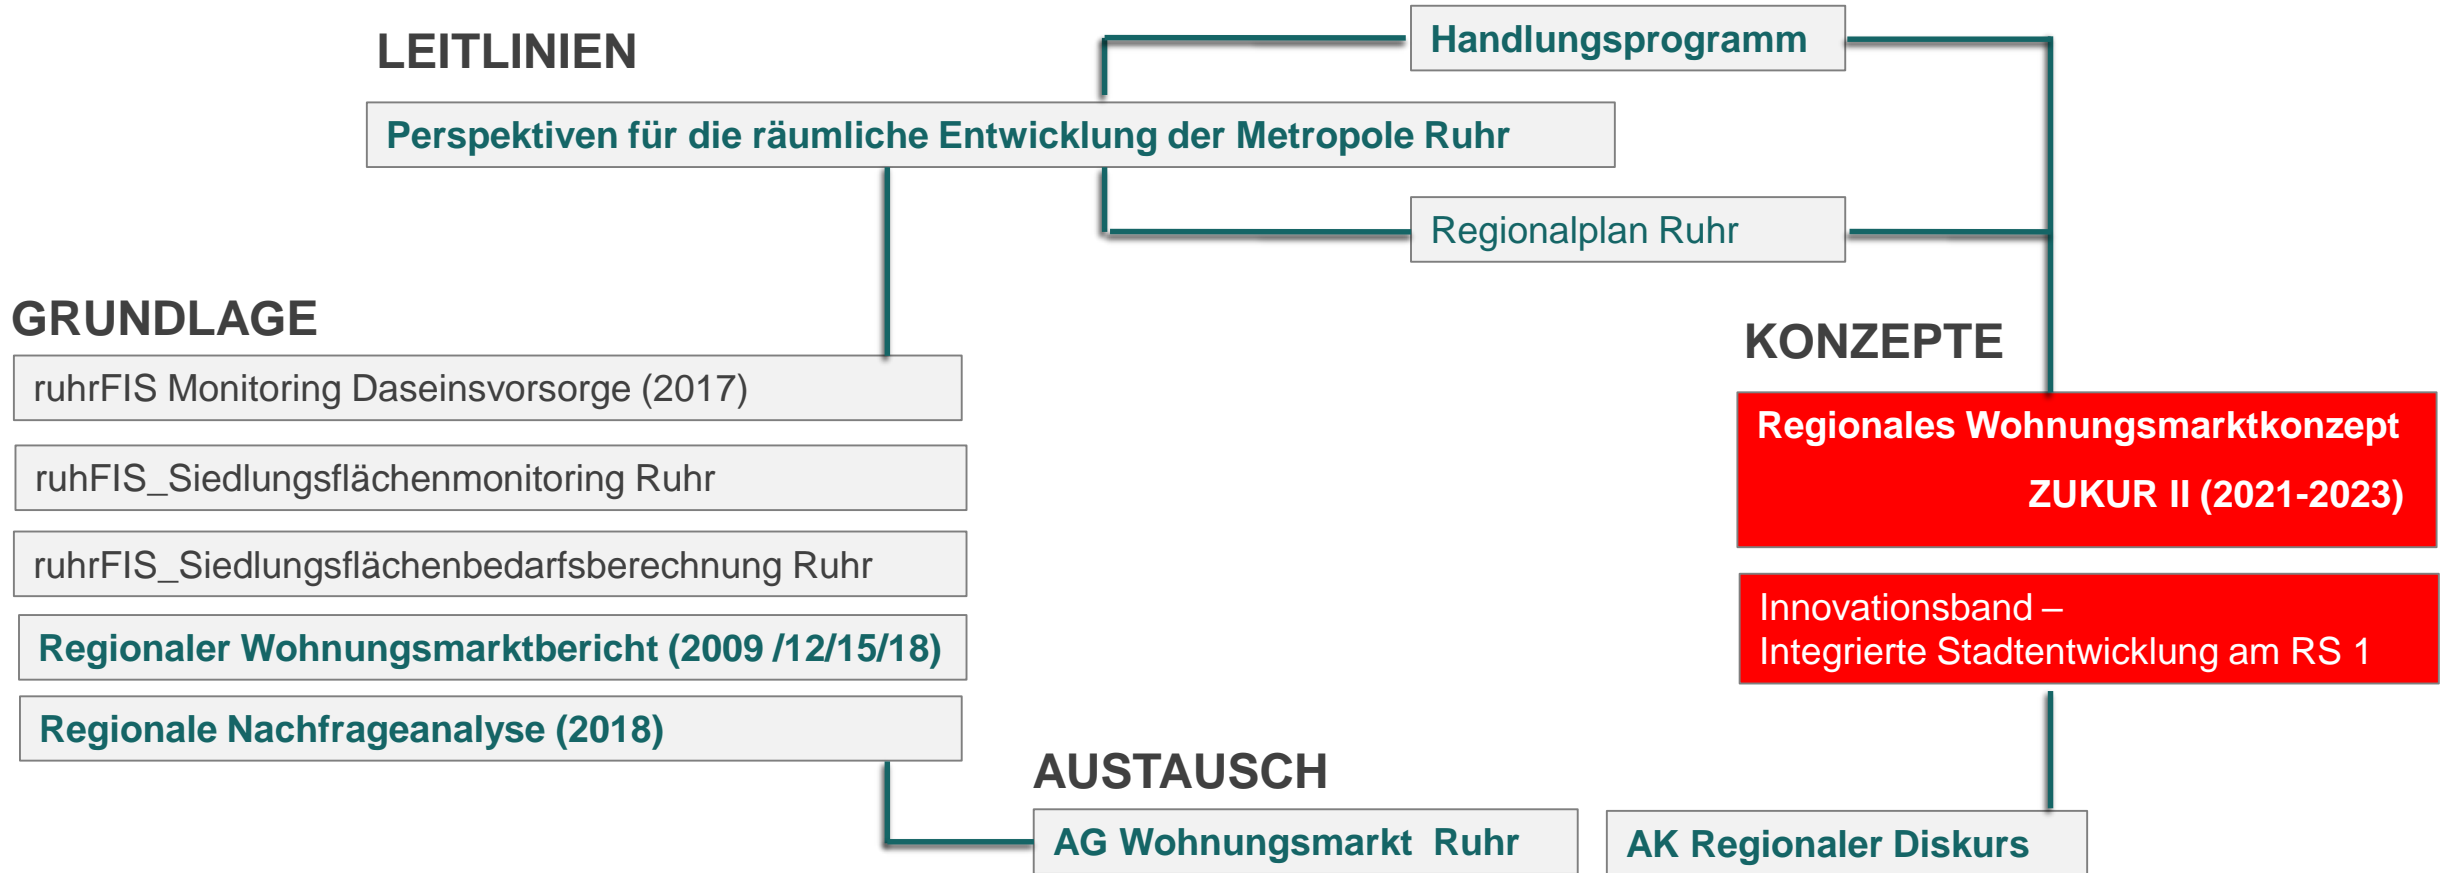 LEITLINIEN
Handlungsprogramm
Perspektiven für die räumliche Entwicklung der Metropole Ruhr
Regionalplan Ruhr
GRUNDLAGE
ruhrFIS Monitoring Daseinsvorsorge (2017)
ruhFIS_Siedlungsflächenmonitoring Ruhr
ruhrFIS_Siedlungsflächenbedarfsberechnung Ruhr
Regionaler Wohnungsmarktbericht (2009 /12/15/18)
Regionale Nachfrageanalyse (2018)
KONZEPTE
Regionales Wohnungsmarktkonzept
ZUKUR II (2021-2023)
Innovationsband –
Integrierte Stadtentwicklung am RS 1
AUSTAUSCH
AG Wohnungsmarkt Ruhr
AK Regionaler Diskurs